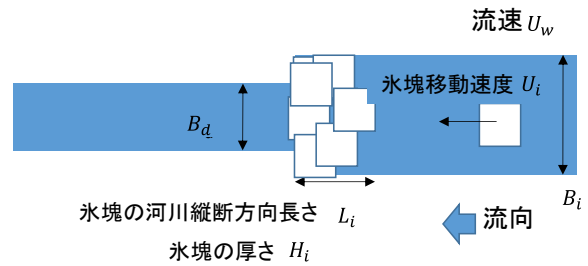 流速 U_w
氷塊移動速度 U_i
B_d
B_i
氷塊の河川縦断方向長さ L_i
流向
氷塊の厚さ H_i